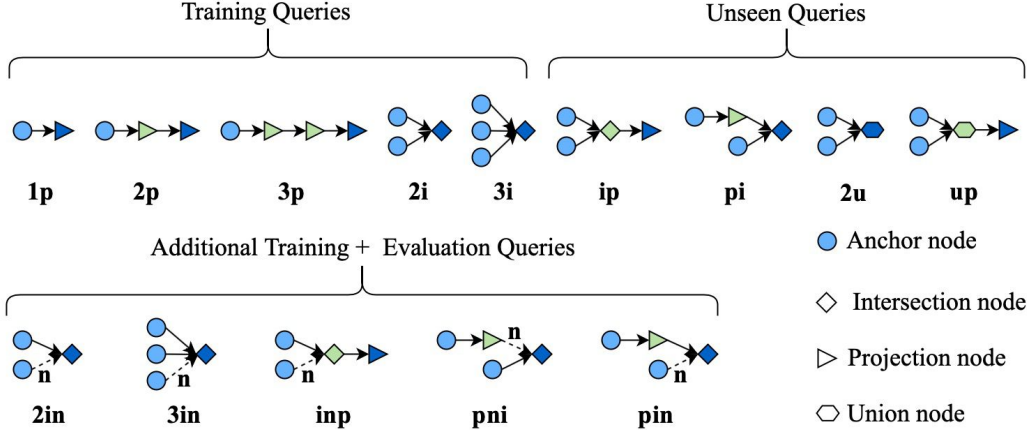 Training Queries
Unseen Queries
1p
2p
3p
2i
3i
ip
pi
2u
up
Additional Training + Evaluation Queries
Anchor node
Intersection node
Projection node
Union node
n
n
n
n
n
2in
3in
inp
pni
pin